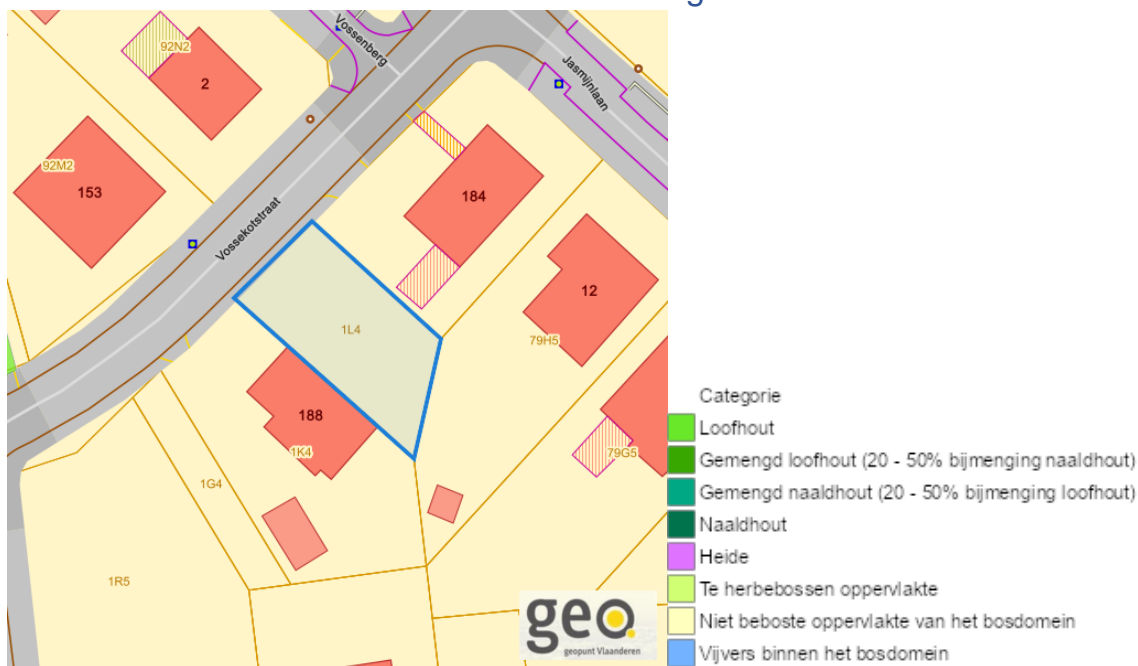 Vossenberg
92N2
2
Jasmijnlaan
92M2
153
184
Vossekotstraat
12
1L4
79H5
188
1K4
79G5
1G4
1R5
geo.
geopunt Vlaanderen
Categorie
Loofhout
Gemengd loofhout (20 - 50% bijmenging naaldhout)
Gemengd naaldhout (20 - 50% bijmenging loofhout)
Naaldhout
Heide
Te herbebossen oppervlakte
Niet beboste oppervlakte van het bosdomein
Vijvers binnen het bosdomein